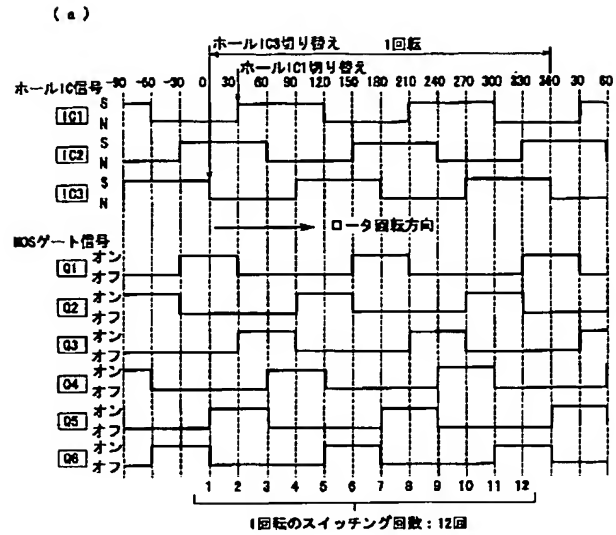 (a)
ホールIC3切り替え 1回転
ホールIC1切り替え
-90 -60 -30 0 30 60 90 120 150 180 210 240 270 300 330 360 30 60
ホールIC信号
IC1 S N
IC2 S N
IC3 S N
ロータ回転方向
MOSゲート信号
Q1 オン オフ
Q2 オン オフ
Q3 オン オフ
Q4 オン オフ
Q5 オン オフ
Q6 オン オフ
1 2 3 4 5 6 7 8 9 10 11 12
1回転のスイッチング回数:12回